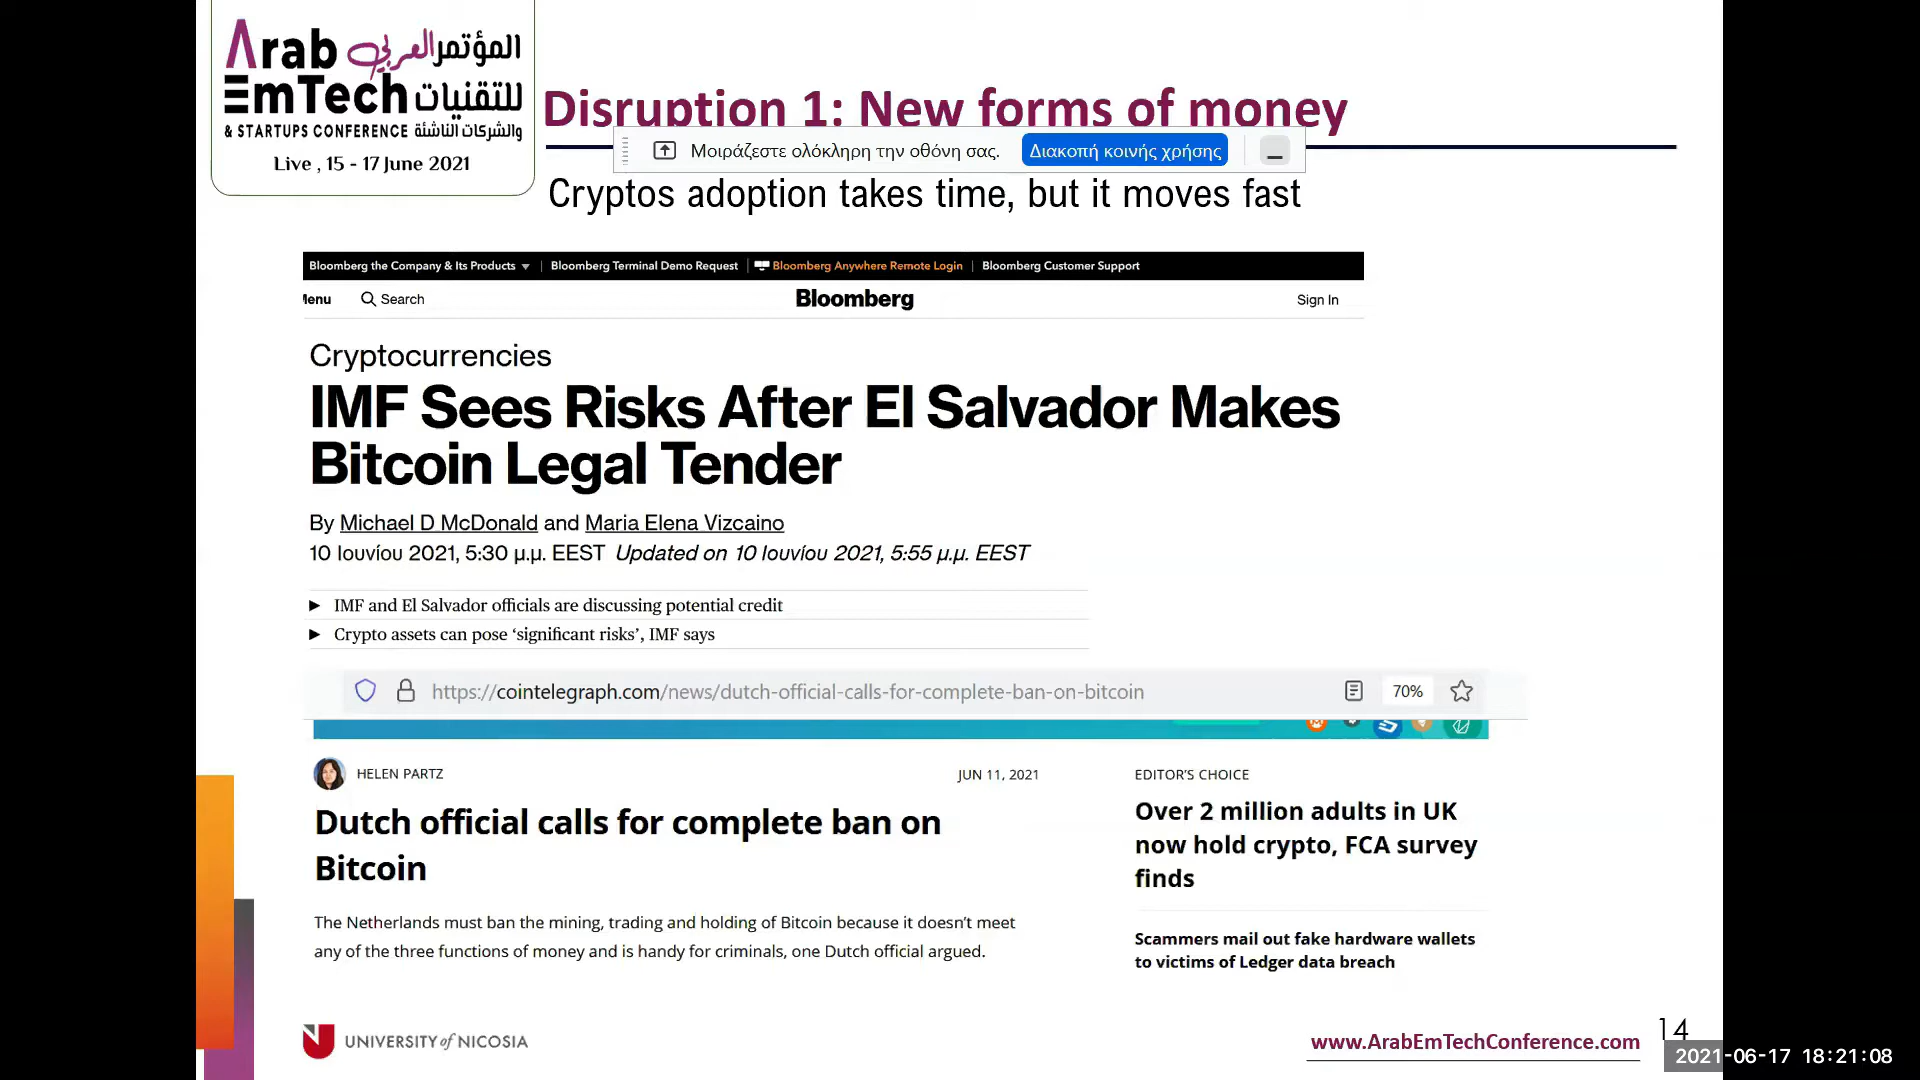 Arab المؤتمر العربي
EmTech للتقنيات
& STARTUPS CONFERENCE والشركات الناشئة
Live , 15 - 17 June 2021
Disruption 1: New forms of money
Μοιράζεστε ολόκληρη την οθόνη σας. Διακοπή κοινής χρήσης
Cryptos adoption takes time, but it moves fast
Bloomberg the Company & Its Products Bloomberg Terminal Demo Request Bloomberg Anywhere Remote Login Bloomberg Customer Support
Menu Search Bloomberg Sign In
Cryptocurrencies
IMF Sees Risks After El Salvador Makes
Bitcoin Legal Tender
By Michael D McDonald and Maria Elena Vizcaino
10 Ιουνίου 2021, 5:30 μ.μ. EEST Updated on 10 Ιουνίου 2021, 5:55 μ.μ. EEST
IMF and El Salvador officials are discussing potential credit
Crypto assets can pose ‘significant risks’, IMF says
https://cointelegraph.com/news/dutch-official-calls-for-complete-ban-on-bitcoin 70%
HELEN PARTZ JUN 11, 2021
Dutch official calls for complete ban on
Bitcoin
The Netherlands must ban the mining, trading and holding of Bitcoin because it doesn’t meet
any of the three functions of money and is handy for criminals, one Dutch official argued.
EDITOR’S CHOICE
Over 2 million adults in UK
now hold crypto, FCA survey
finds
Scammers mail out fake hardware wallets
to victims of Ledger data breach
UNIVERSITY of NICOSIA
www.ArabEmTechConference.com
14
2021-06-17 18:21:08